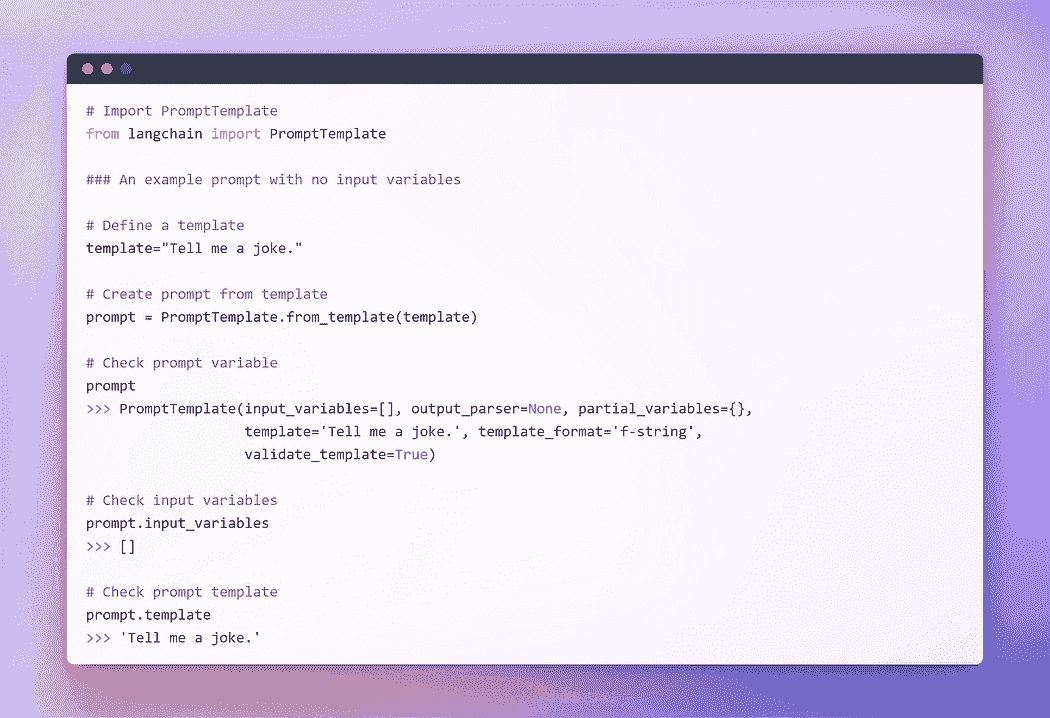 # Import PromptTemplate
from langchain import PromptTemplate
### An example prompt with no input variables
# Define a template
template="Tell me a joke."
# Create prompt from template
prompt = PromptTemplate.from_template(template)
# Check prompt variable
prompt
>>> PromptTemplate(input_variables=[], output_parser=None, partial_variables={},
template='Tell me a joke.', template_format='f-string',
validate_template=True)
# Check input variables
prompt.input_variables
>>> []
# Check prompt template
prompt.template
>>> 'Tell me a joke.'